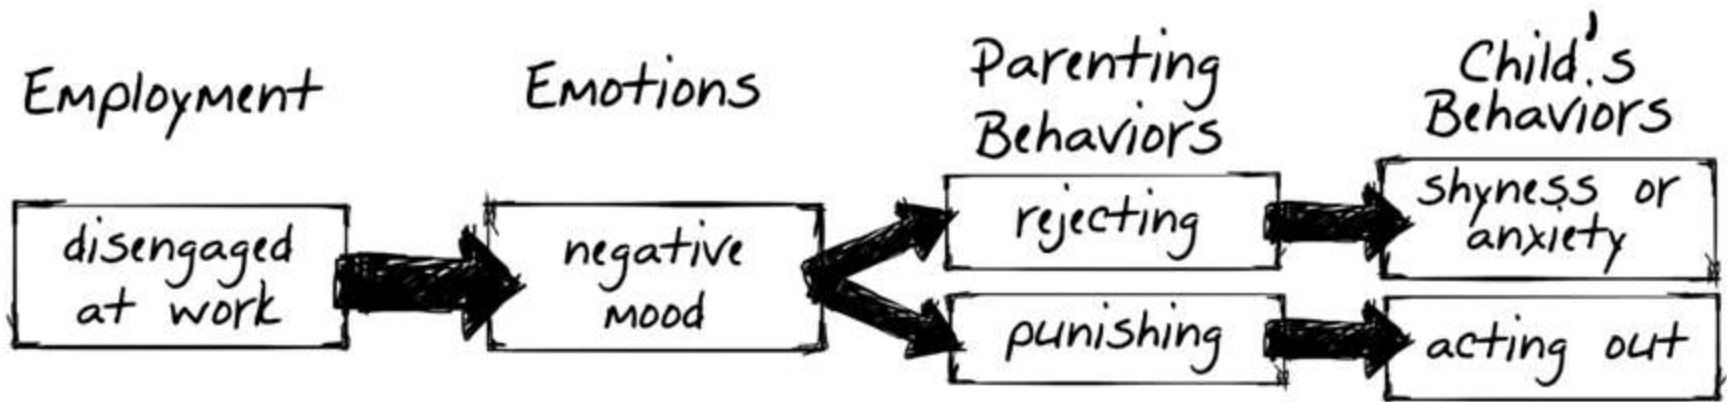 Employment
Emotions
Parenting
Behaviors
Child's
Behaviors
disengaged
at work
negative
mood
rejecting
shyness or
anxiety
punishing
acting out